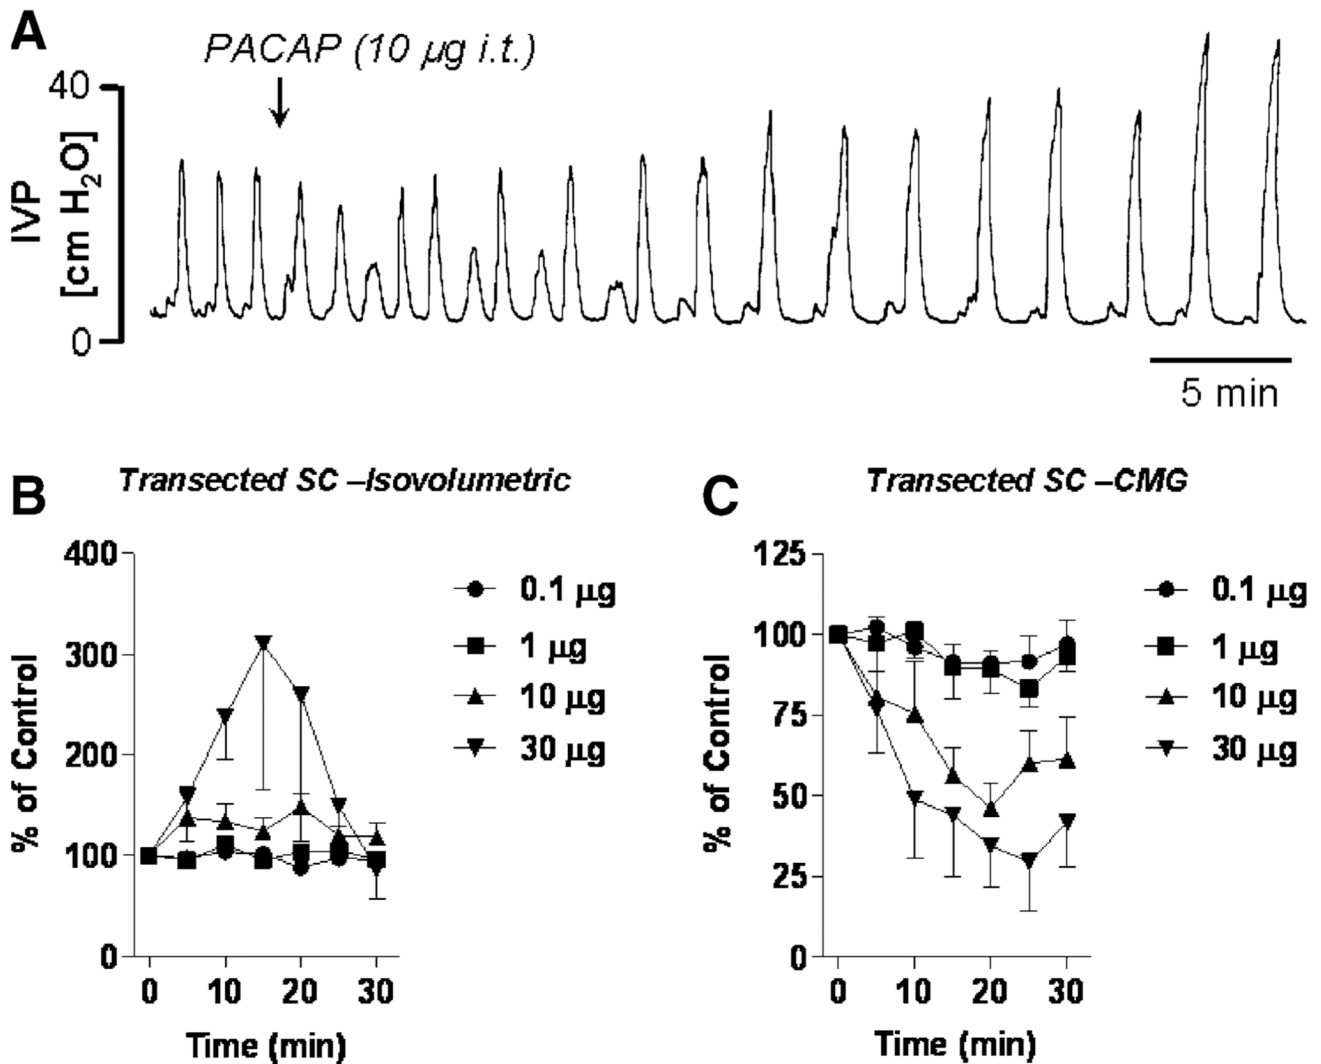 A
PACAP (10 µg i.t.)
40
0
IVP
[cm H2O]
5 min
B
Transected SC –Isovolumetric
400
300
200
100
0
% of Control
0 10 20 30
Time (min)
0.1 µg
1 µg
10 µg
30 µg
C
Transected SC –CMG
125
100
75
50
25
0
% of Control
0 10 20 30
Time (min)
0.1 µg
1 µg
10 µg
30 µg